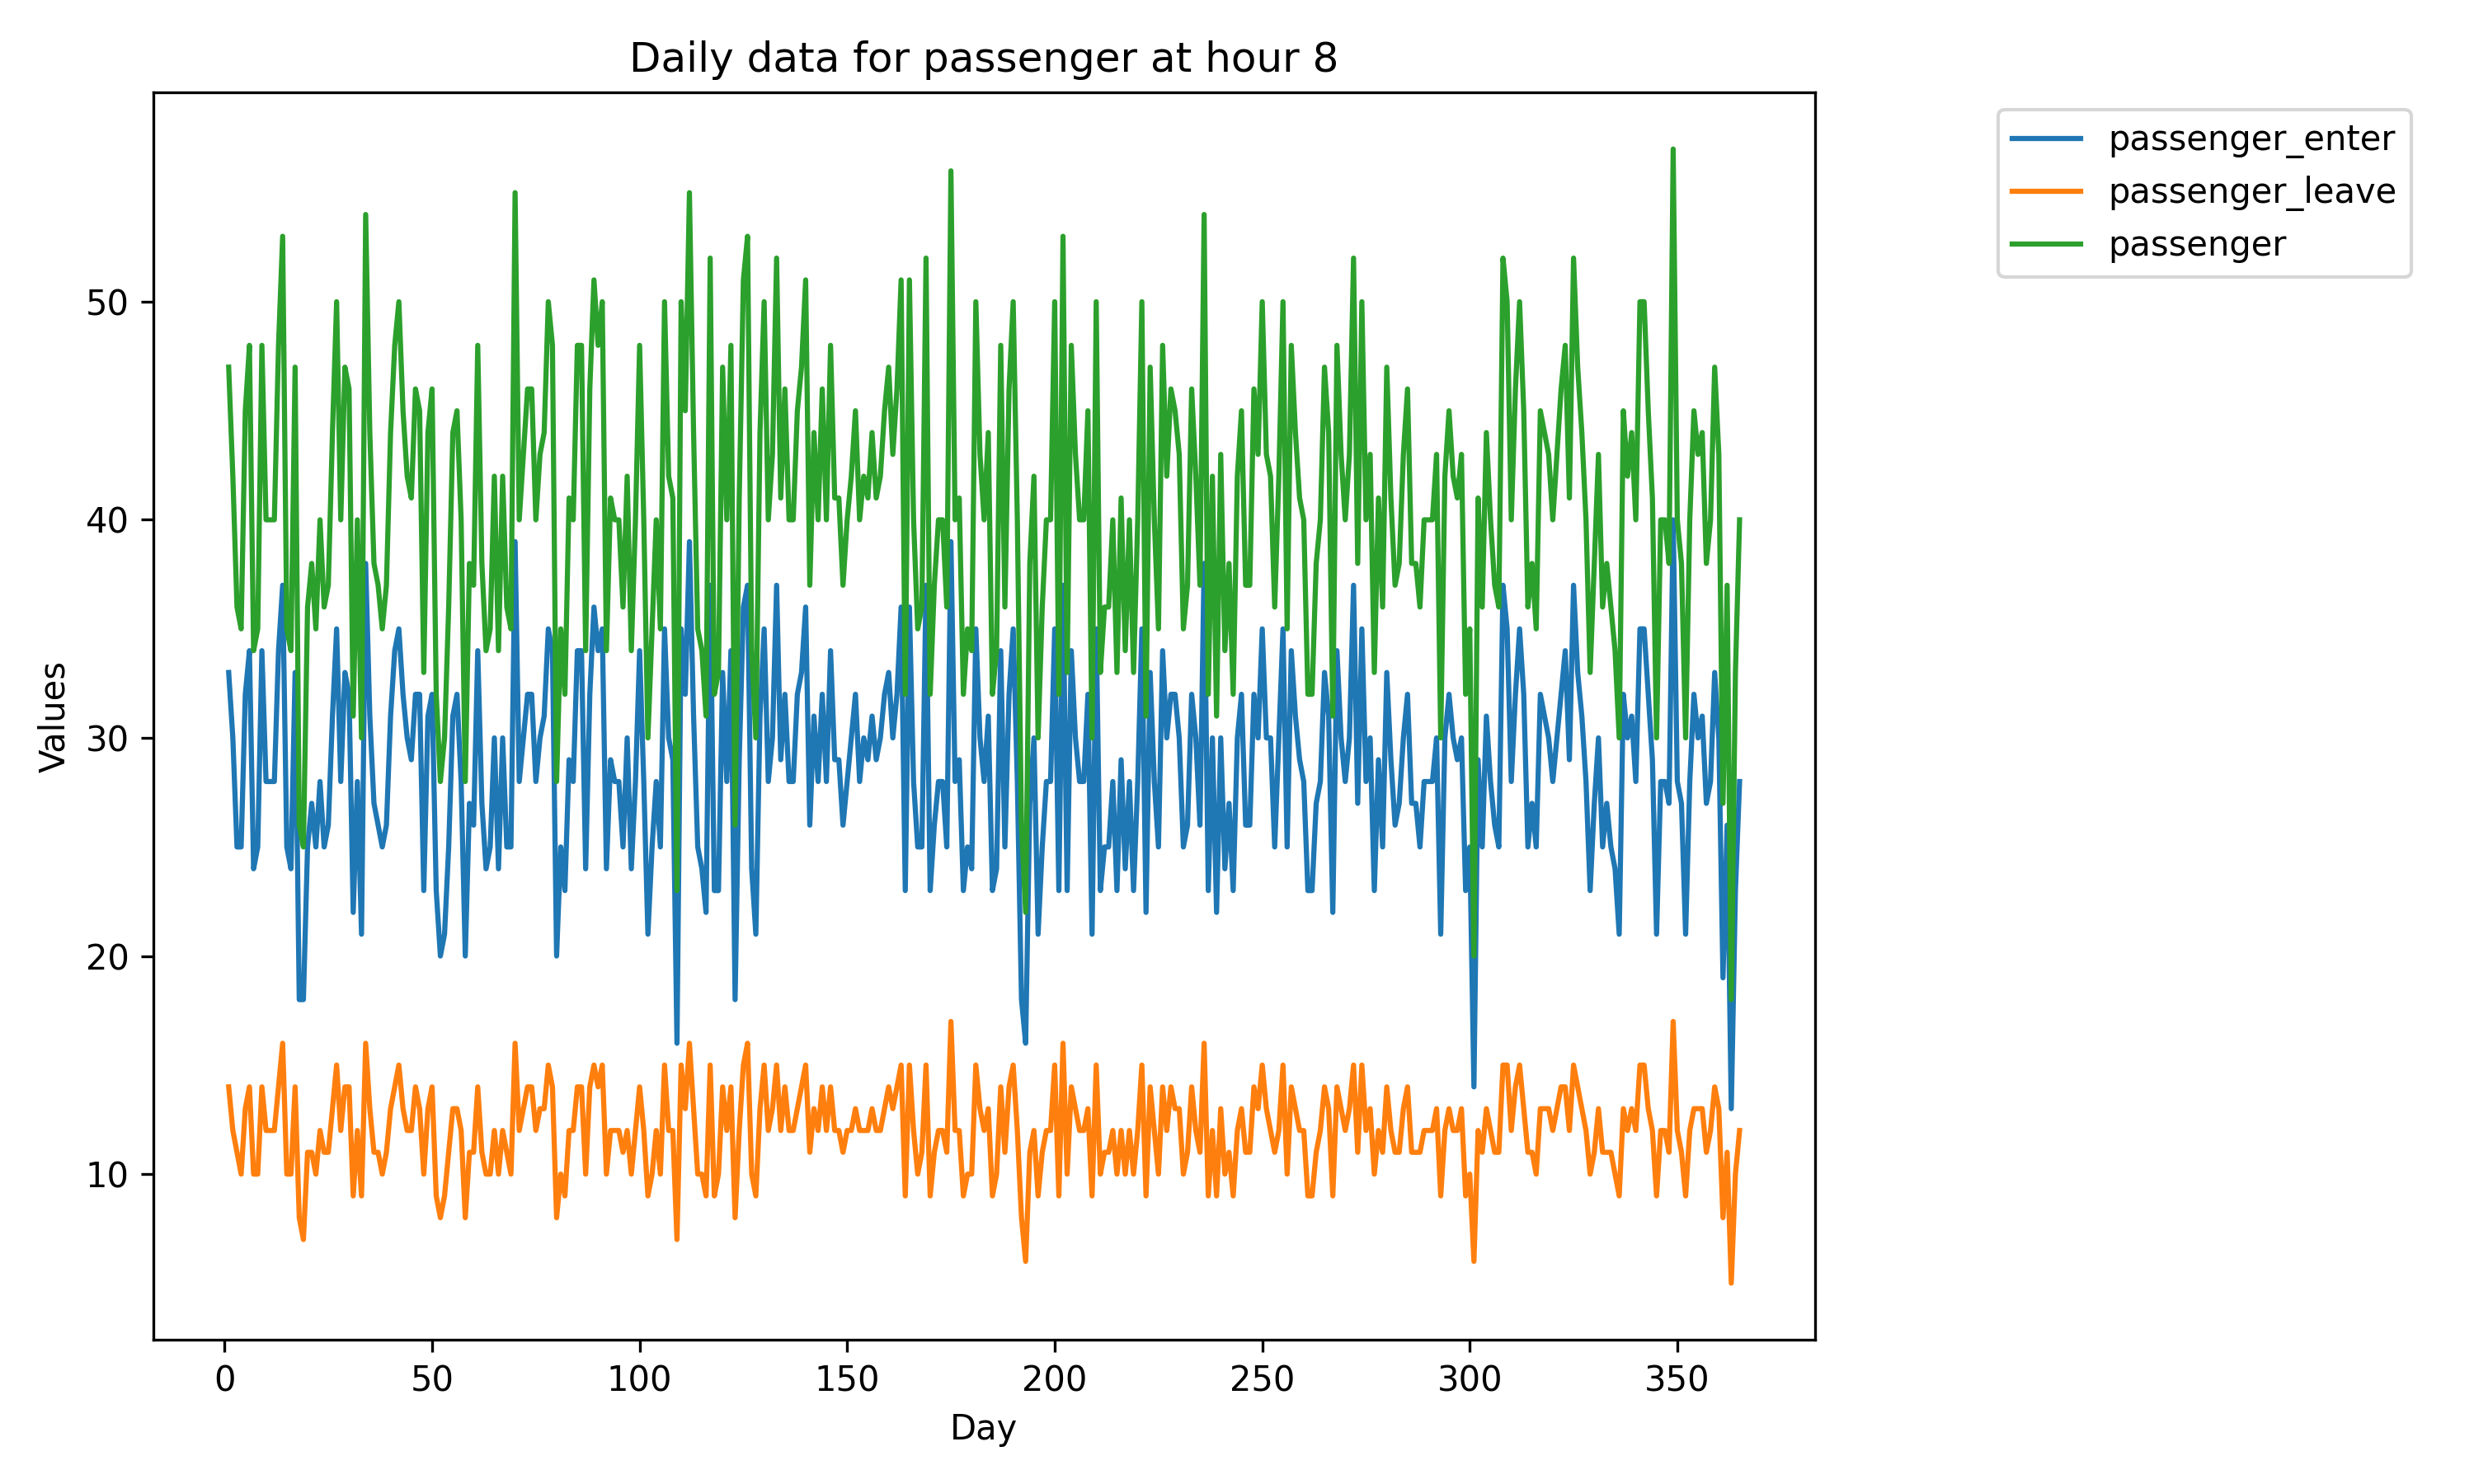 Daily data for passenger at hour 8
passenger_enter
passenger_leave
passenger
Values
50
40
30
20
10
0 50 100 150 200 250 300 350
Day